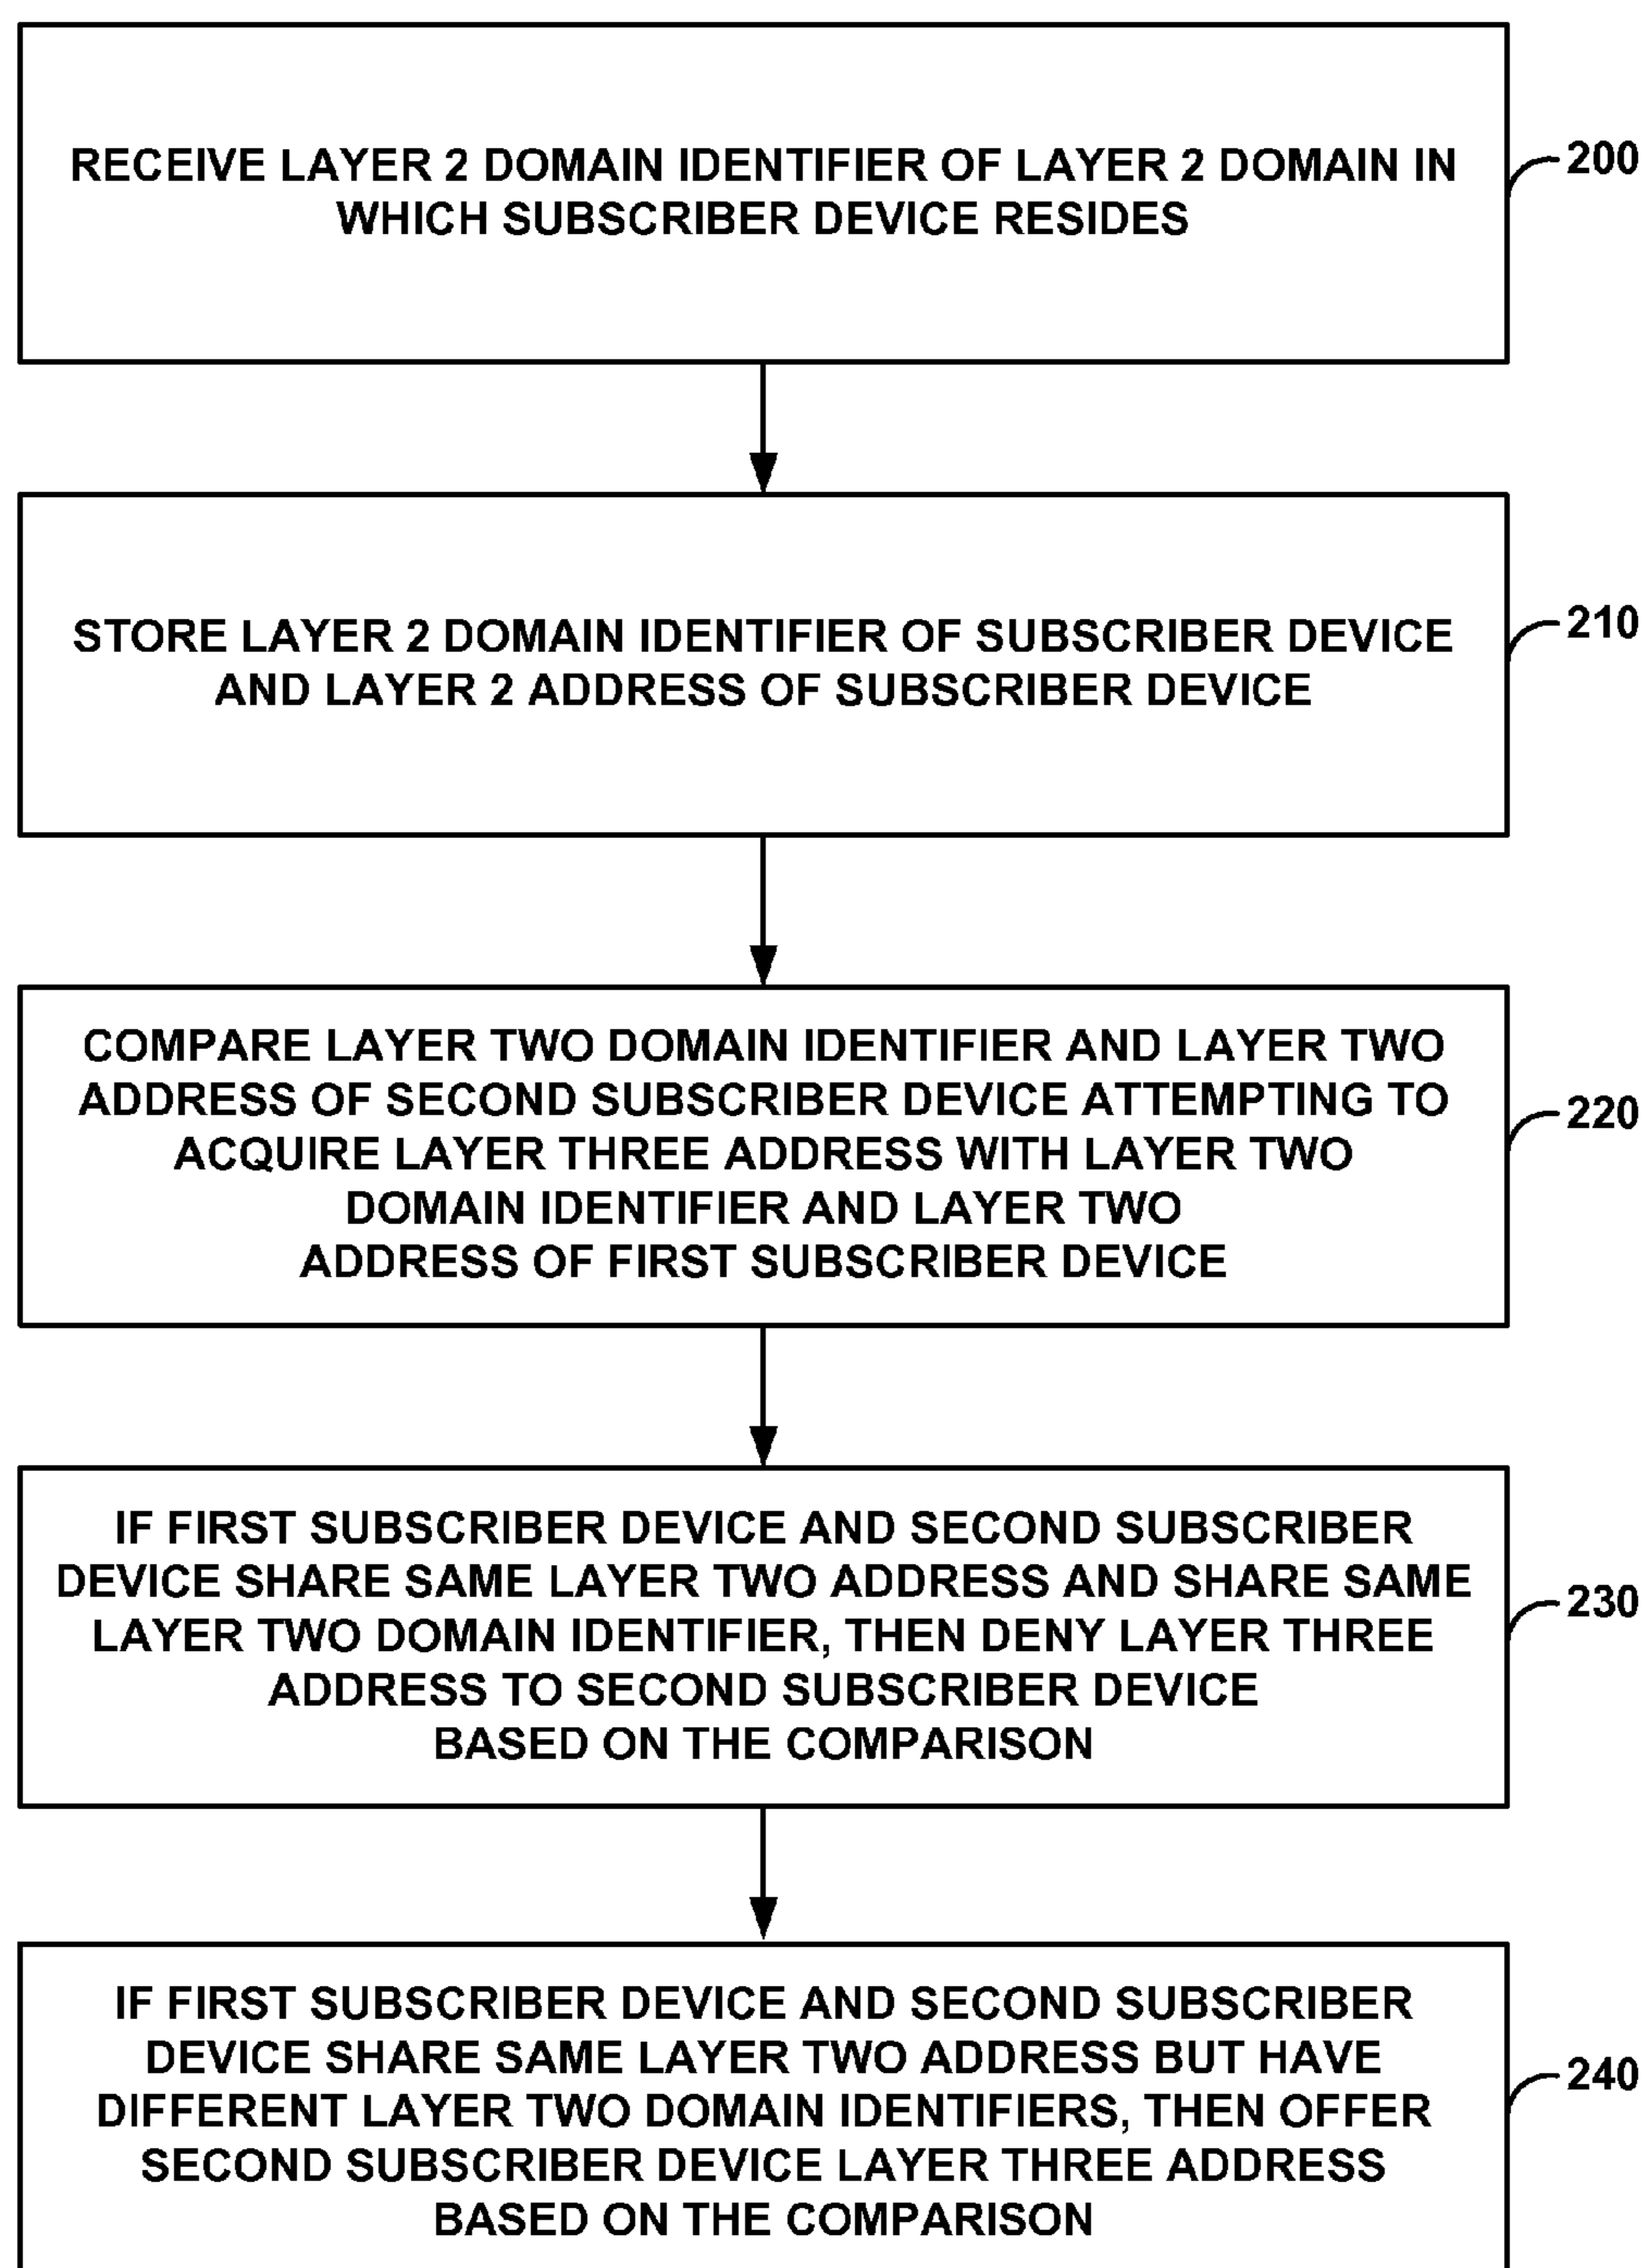 RECEIVE LAYER 2 DOMAIN IDENTIFIER OF LAYER 2 DOMAIN IN
WHICH SUBSCRIBER DEVICE RESIDES
200
STORE LAYER 2 DOMAIN IDENTIFIER OF SUBSCRIBER DEVICE
AND LAYER 2 ADDRESS OF SUBSCRIBER DEVICE
210
COMPARE LAYER TWO DOMAIN IDENTIFIER AND LAYER TWO
ADDRESS OF SECOND SUBSCRIBER DEVICE ATTEMPTING TO
ACQUIRE LAYER THREE ADDRESS WITH LAYER TWO
DOMAIN IDENTIFIER AND LAYER TWO
ADDRESS OF FIRST SUBSCRIBER DEVICE
220
IF FIRST SUBSCRIBER DEVICE AND SECOND SUBSCRIBER
DEVICE SHARE SAME LAYER TWO ADDRESS AND SHARE SAME
LAYER TWO DOMAIN IDENTIFIER, THEN DENY LAYER THREE
ADDRESS TO SECOND SUBSCRIBER DEVICE
BASED ON THE COMPARISON
230
IF FIRST SUBSCRIBER DEVICE AND SECOND SUBSCRIBER
DEVICE SHARE SAME LAYER TWO ADDRESS BUT HAVE
DIFFERENT LAYER TWO DOMAIN IDENTIFIERS, THEN OFFER
SECOND SUBSCRIBER DEVICE LAYER THREE ADDRESS
BASED ON THE COMPARISON
240